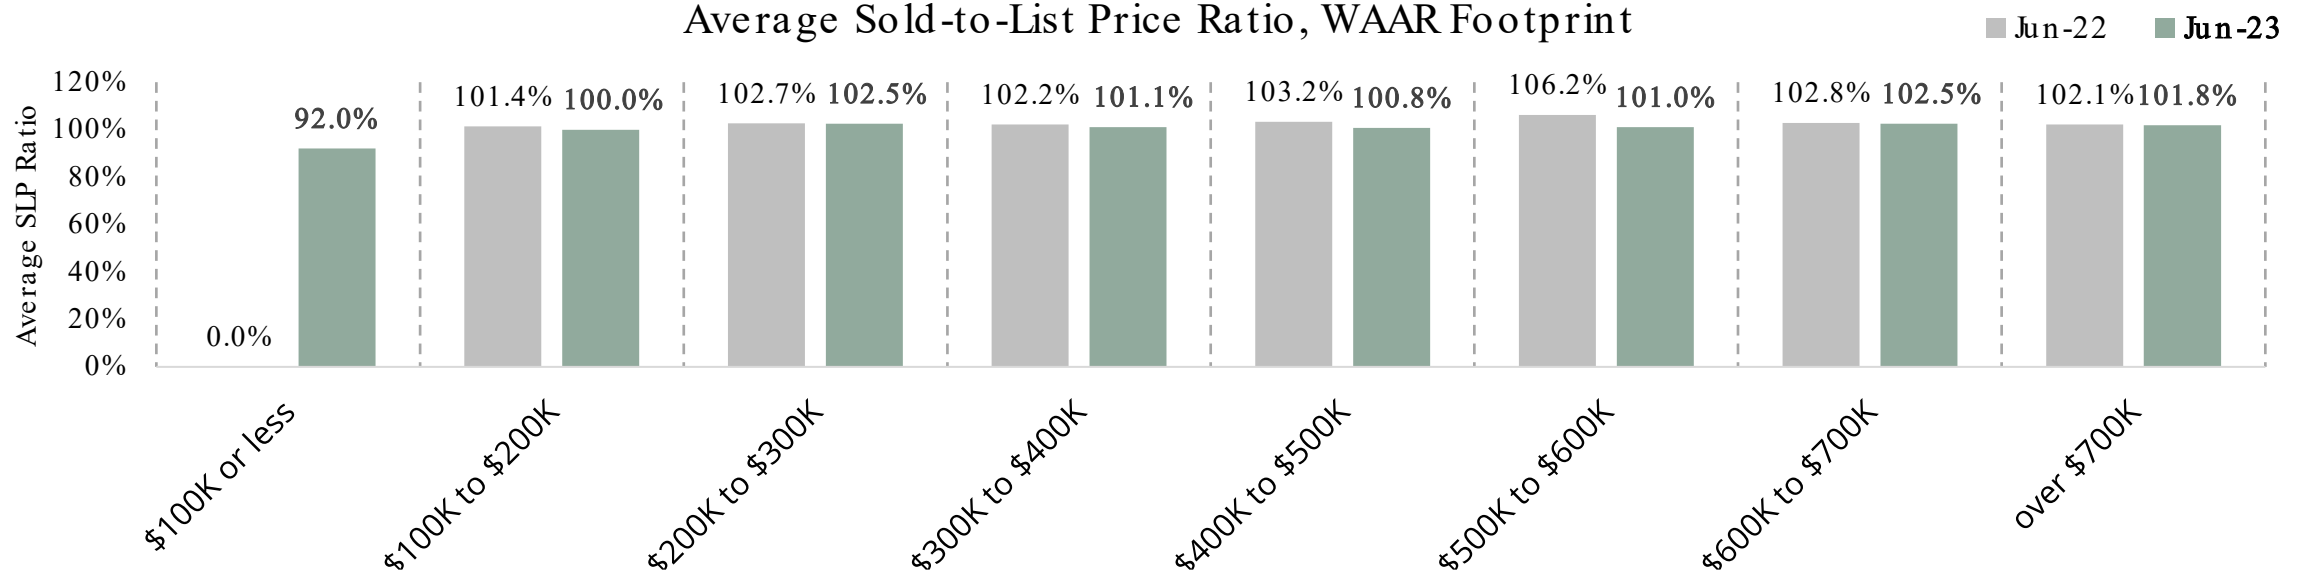 Average Sold-to-List Price Ratio, WAAR Footprint
Jun-22
Jun-23
Average SLP Ratio
120%
100%
80%
60%
40%
20%
0%
0.0%
92.0%
101.4%
100.0%
102.7%
102.5%
102.2%
101.1%
103.2%
100.8%
106.2%
101.0%
102.8%
102.5%
102.1%
101.8%
$100K or less
$100K to $200K
$200K to $300K
$300K to $400K
$400K to $500K
$500K to $600K
$600K to $700K
over $700K